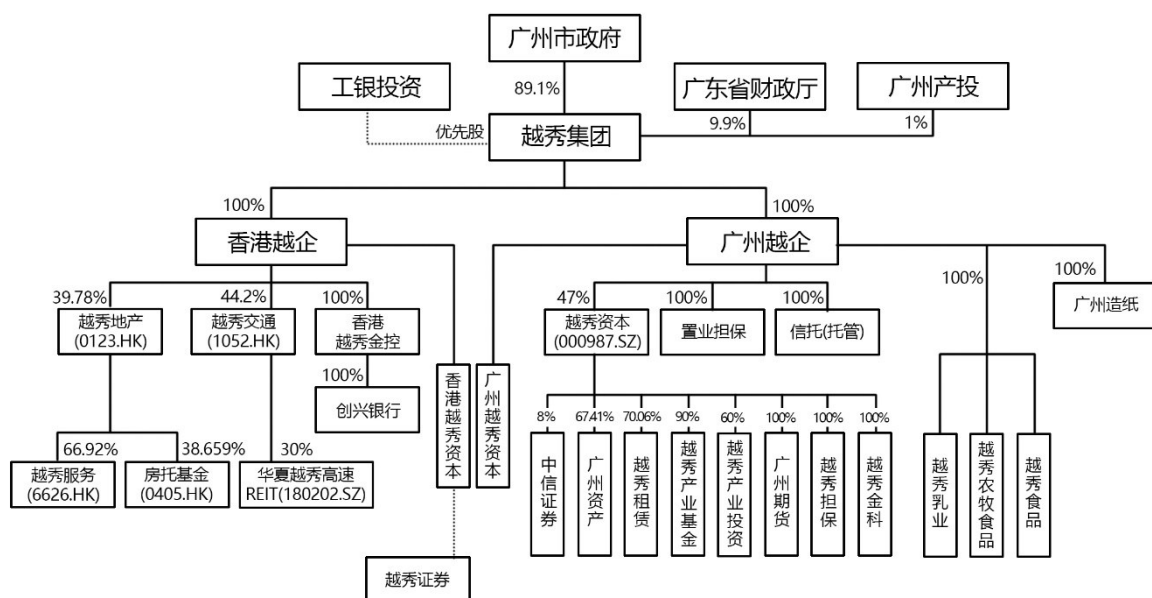 广州市政府
工银投资
89.1%
广东省财政厅
广州产投
优先股
越秀集团
9.9%
1%
100%
100%
香港越企
广州越企
39.78%
44.2%
100%
47%
100%
100%
100%
100%
越秀地产
(0123.HK)
越秀交通
(1052.HK)
香港
越秀金控
越秀资本
(000987.SZ)
置业担保
信托(托管)
广州造纸
100%
创兴银行
香港越秀资本
广州越秀资本
66.92%
38.659%
30%
越秀服务
(6626.HK)
房托基金
(0405.HK)
华夏越秀高速
REIT(180202.SZ)
8%
67.41%
70.06%
90%
60%
100%
100%
100%
中信证券
广州资产
越秀租赁
越秀产业基金
越秀产业投资
广州期货
越秀担保
越秀金科
越秀乳业
越秀农牧食品
越秀食品
越秀证券